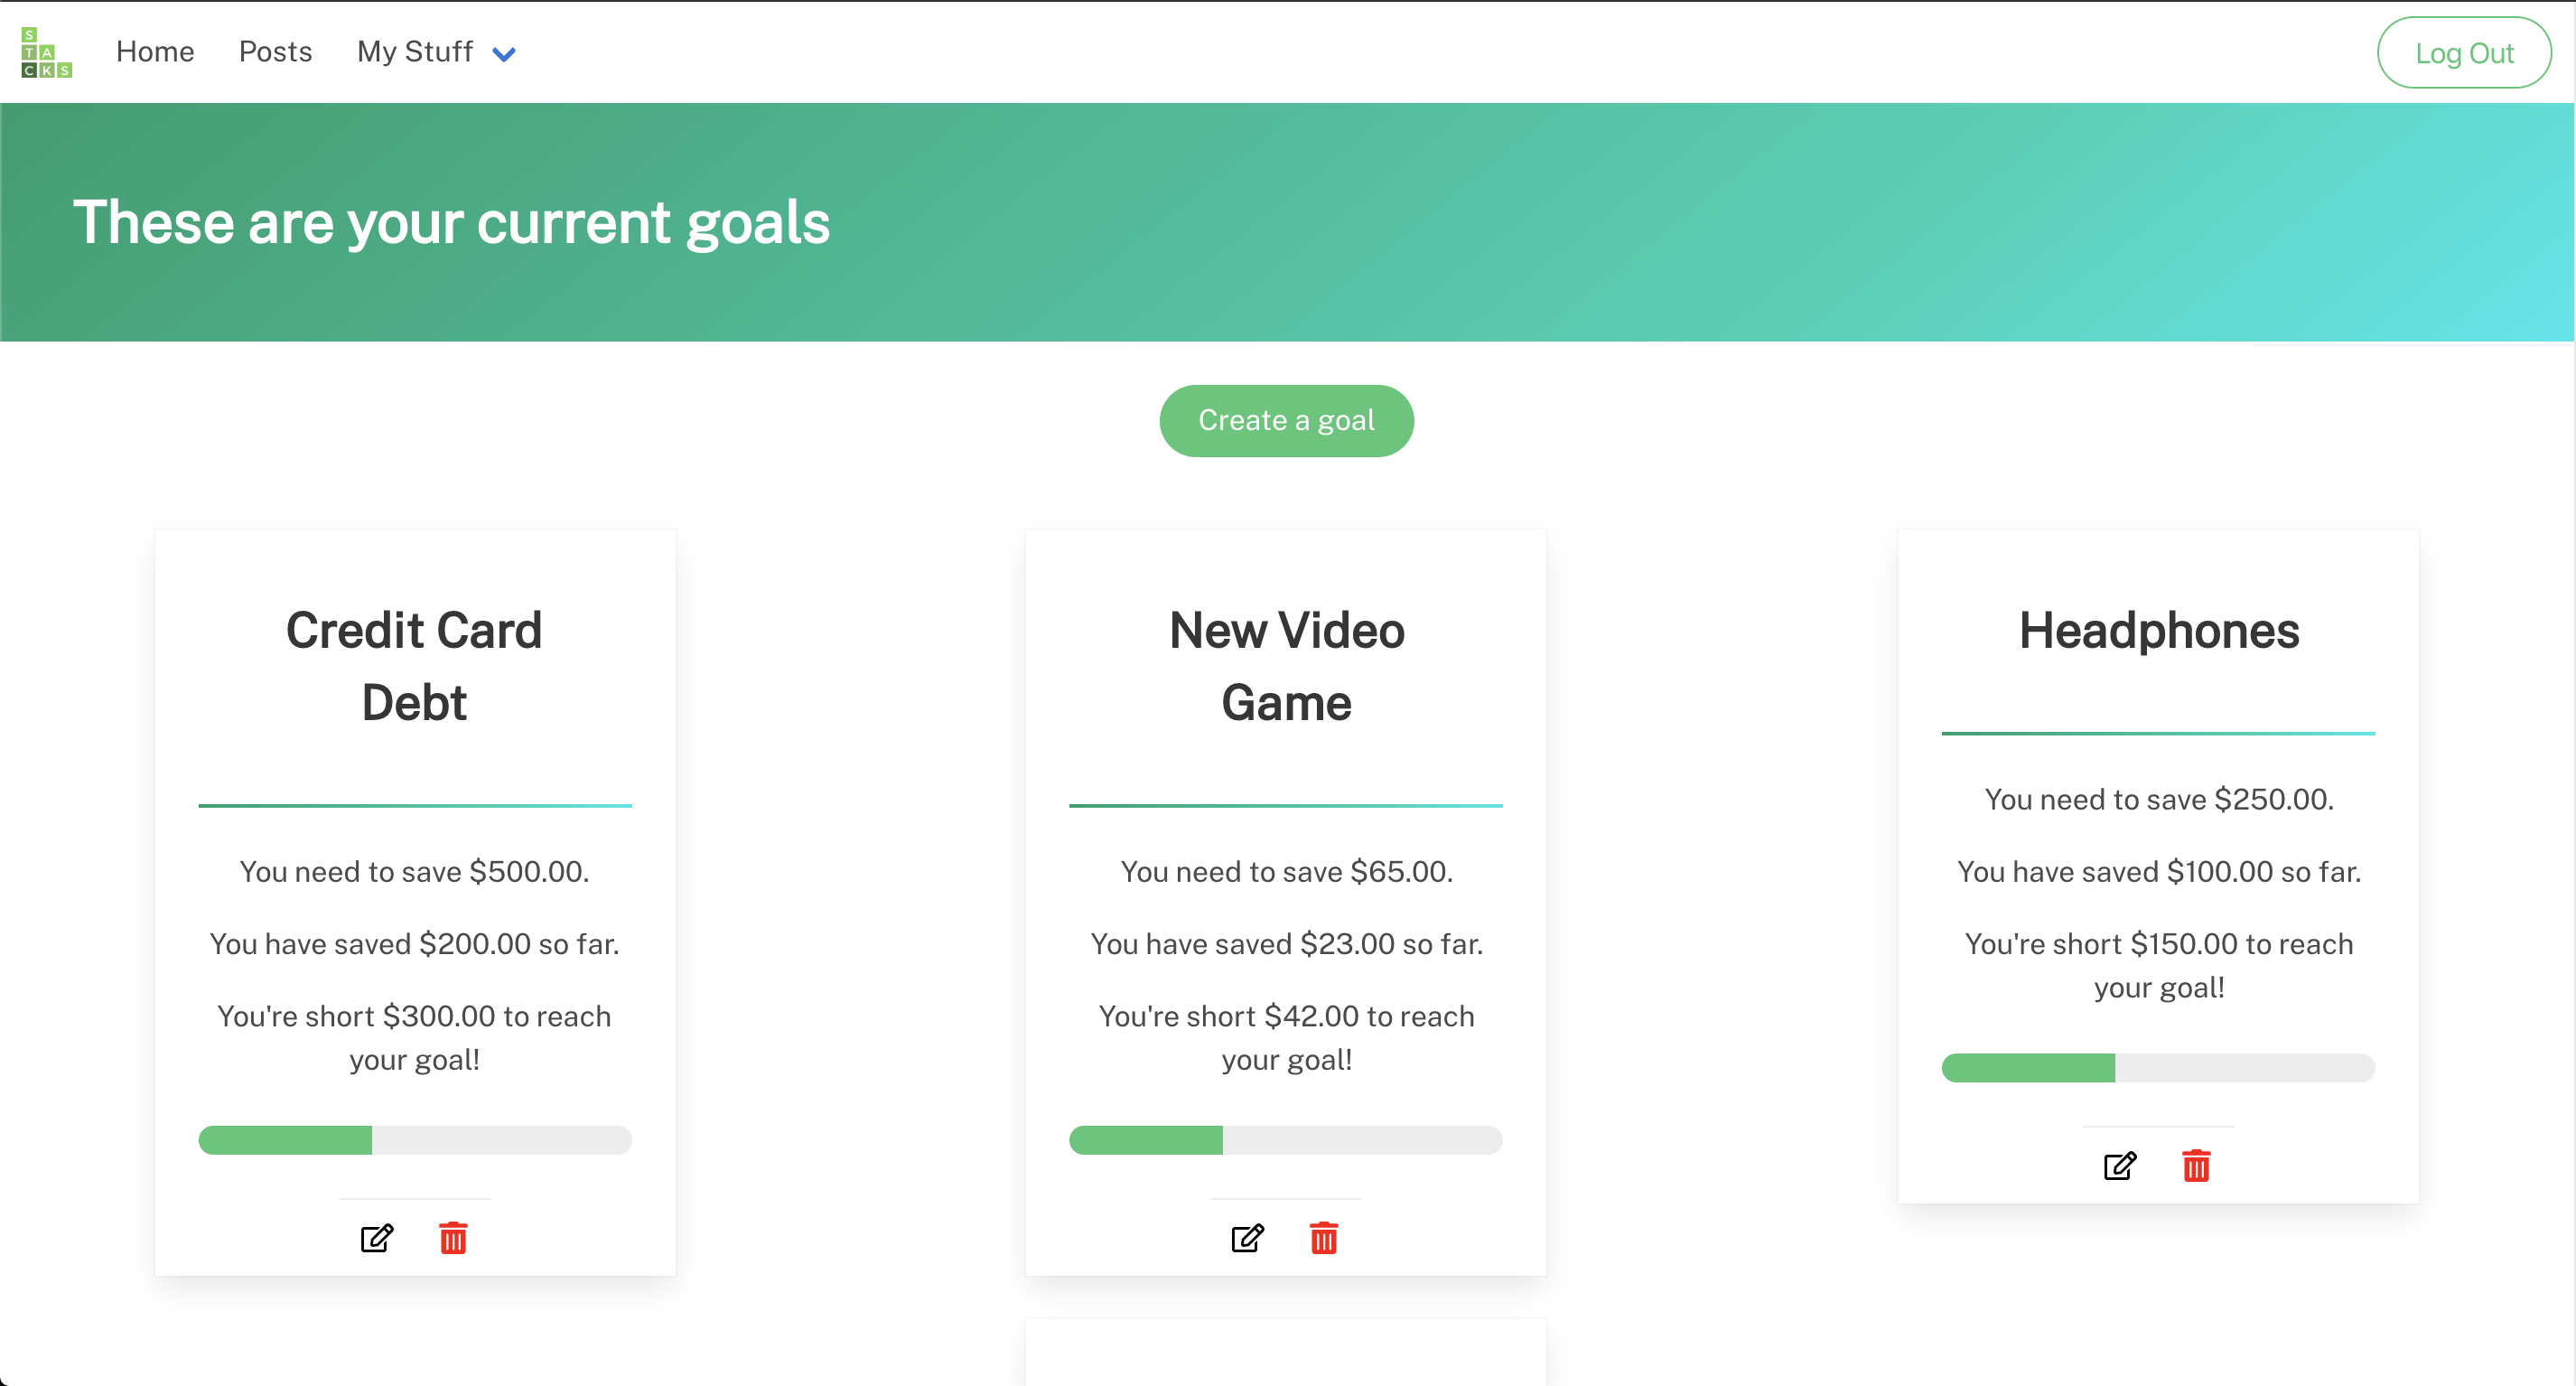 S
TA
CKS
Home
Posts
My Stuff
Log Out
These are your current goals
Create a goal
Credit Card
Debt
You need to save $500.00.
You have saved $200.00 so far.
You're short $300.00 to reach
your goal!
New Video
Game
You need to save $65.00.
You have saved $23.00 so far.
You're short $42.00 to reach
your goal!
Headphones
You need to save $250.00.
You have saved $100.00 so far.
You're short $150.00 to reach
your goal!